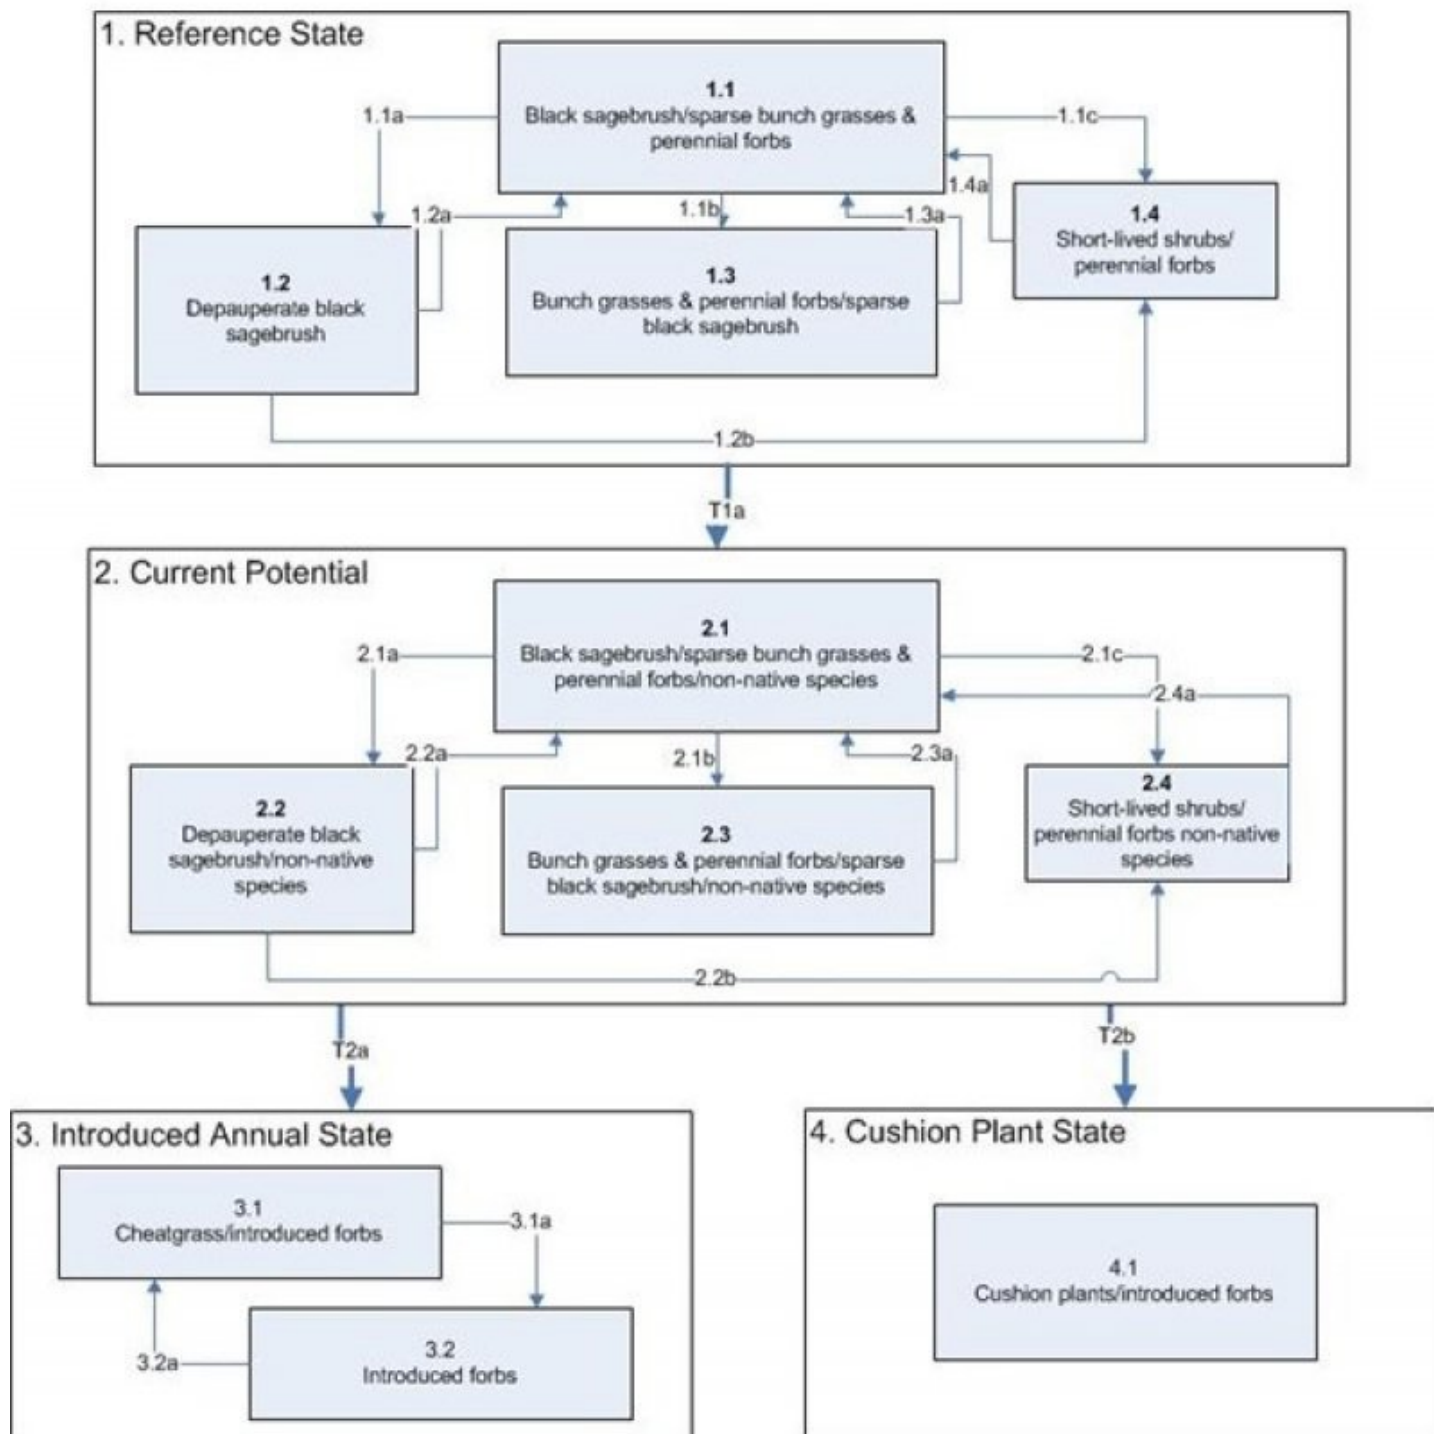 1. Reference State
1.1
Black sagebrush/sparse bunch grasses &
perennial forbs
1.1a
1.1c
1.4a
1.2a
1.1b
1.3a
1.4
Short-lived shrubs/
perennial forbs
1.2
Depauperate black
sagebrush
1.3
Bunch grasses & perennial forbs/sparse
black sagebrush
1.2b
T1a
2. Current Potential
2.1
Black sagebrush/sparse bunch grasses &
perennial forbs/non-native species
2.1a
2.1c
2.4a
2.2a
2.1b
2.3a
2.4
Short-lived shrubs/
perennial forbs non-native
species
2.2
Depauperate black
sagebrush/non-native
species
2.3
Bunch grasses & perennial forbs/sparse
black sagebrush/non-native species
2.2b
T2a
T2b
3. Introduced Annual State
3.1
Cheatgrass/introduced forbs
3.1a
3.2
Introduced forbs
3.2a
4. Cushion Plant State
4.1
Cushion plants/introduced forbs